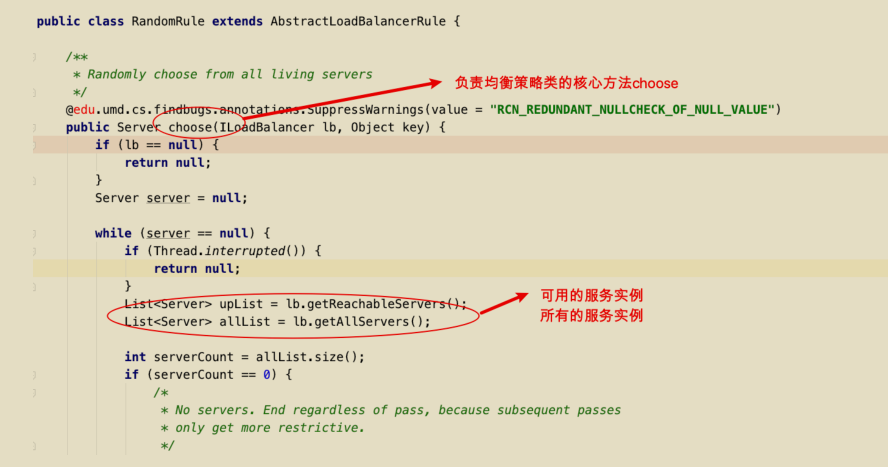 public class RandomRule extends AbstractLoadBalancerRule {
/**
* Randomly choose from all living servers
负责均衡策略类的核心方法choose
*/
@edu.umd.cs.findbugs.annotations.SuppressWarnings(value = "RCN_REDUNDANT_NULLCHECK_OF_NULL_VALUE")
public Server choose(ILoadBalancer lb, Object key) {
if (lb == null) {
return null;
}
Server server = null;
while (server == null) {
if (Thread.interrupted()) {
return null;
}
List<Server> upList = lb.getReachableServers();
List<Server> allList = lb.getAllServers();
可用的服务实例
所有的服务实例
int serverCount = allList.size();
if (serverCount == 0) {
/*
* No servers. End regardless of pass, because subsequent passes
* only get more restrictive.
*/